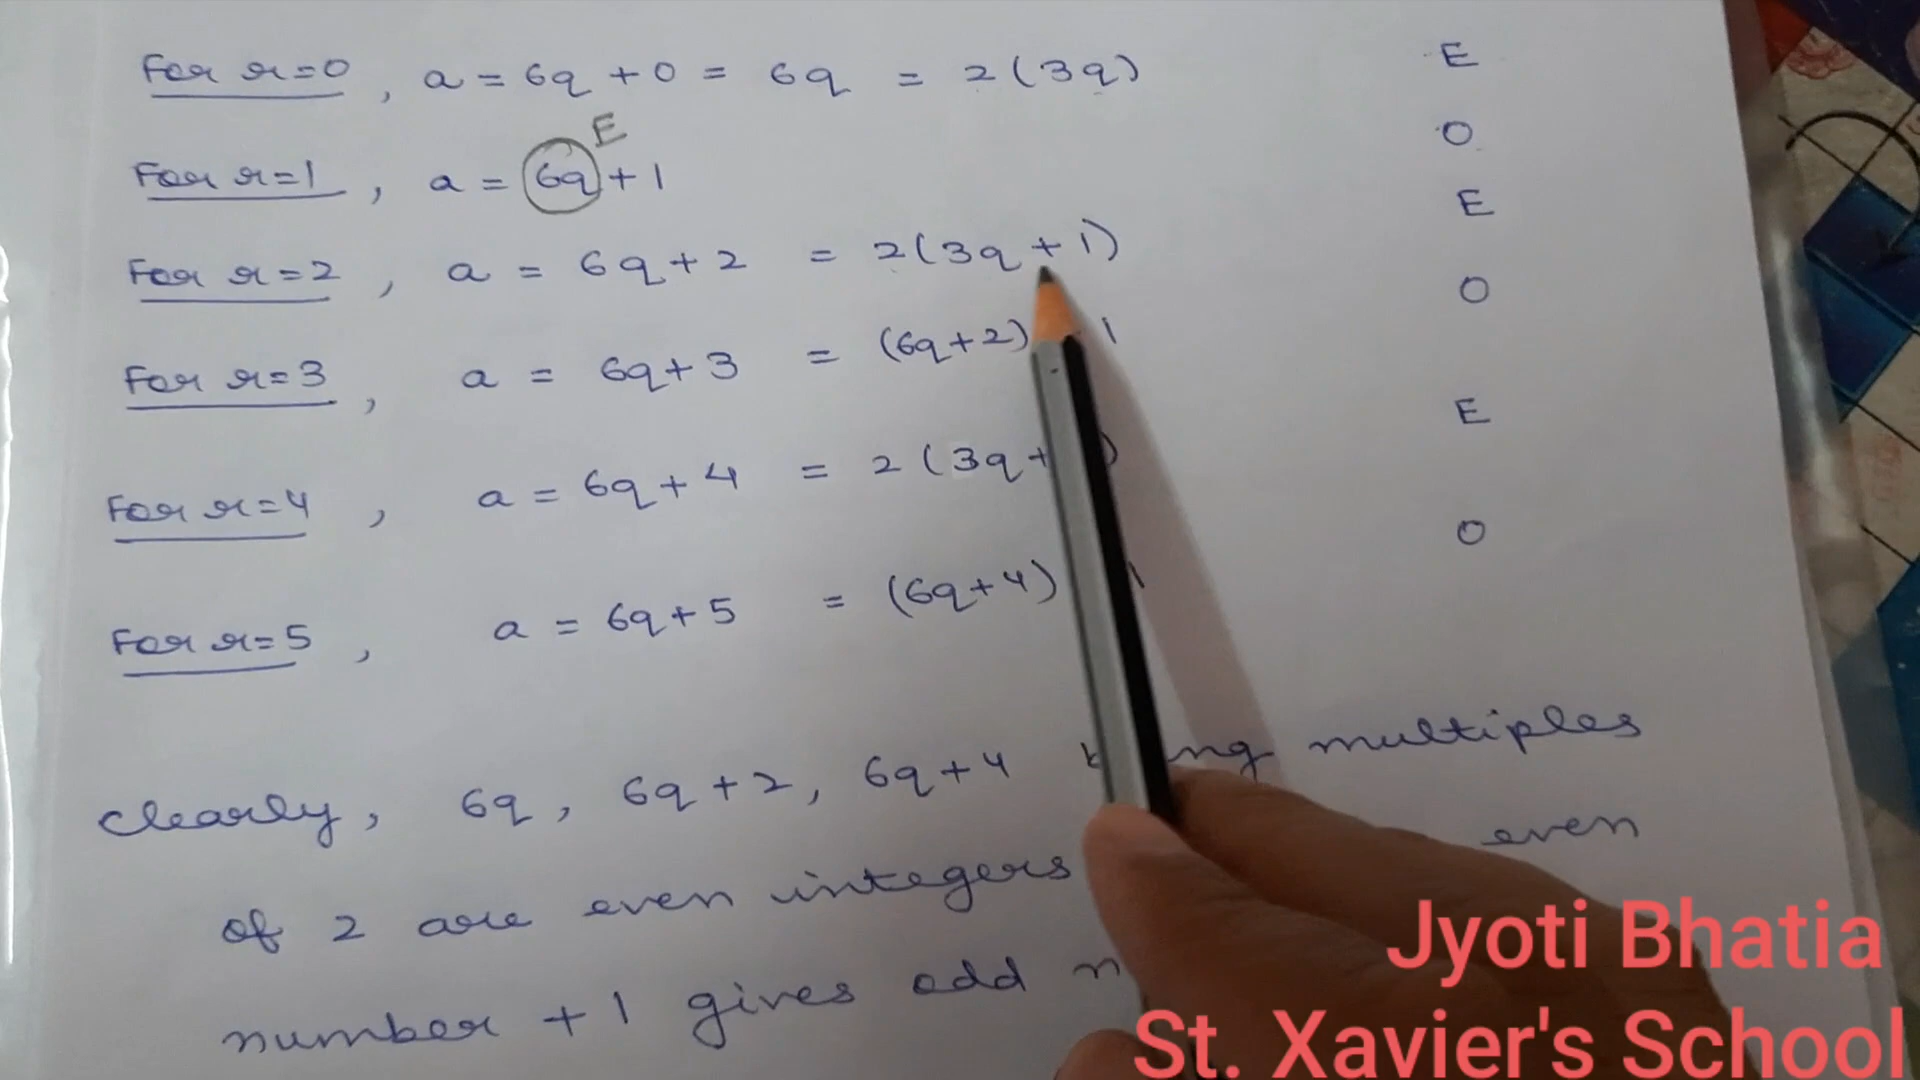 For r=0, a = 6q + 0 = 6q = 2(3q) E
E
For r=1, a = 6q + 1 O
For r=2, a = 6q + 2 = 2(3q + 1) E
For r=3, a = 6q + 3 = (6q+2) 1 O
For r=4, a = 6q + 4 = 2(3q+ ) E
For r=5, a = 6q + 5 = (6q+4) 1 O
Clearly, 6q, 6q + 2, 6q + 4 multiples
of 2 are even integers even
number + 1 gives odd
Jyoti Bhatia
St. Xavier's School